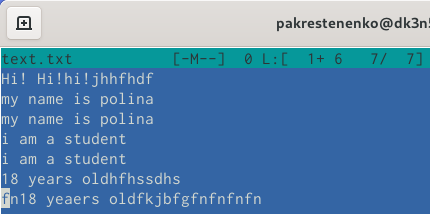 pakrestenenko@dk3n5
text.txt [-M--] 0 L:[ 1+ 6 7/ 7]
Hi! Hi!hi!jhhfhdf
my name is polina
my name is polina
i am a student
i am a student
18 years oldhfhssdhs
fn18 yeaers oldfkjbfgfnfnfnfn